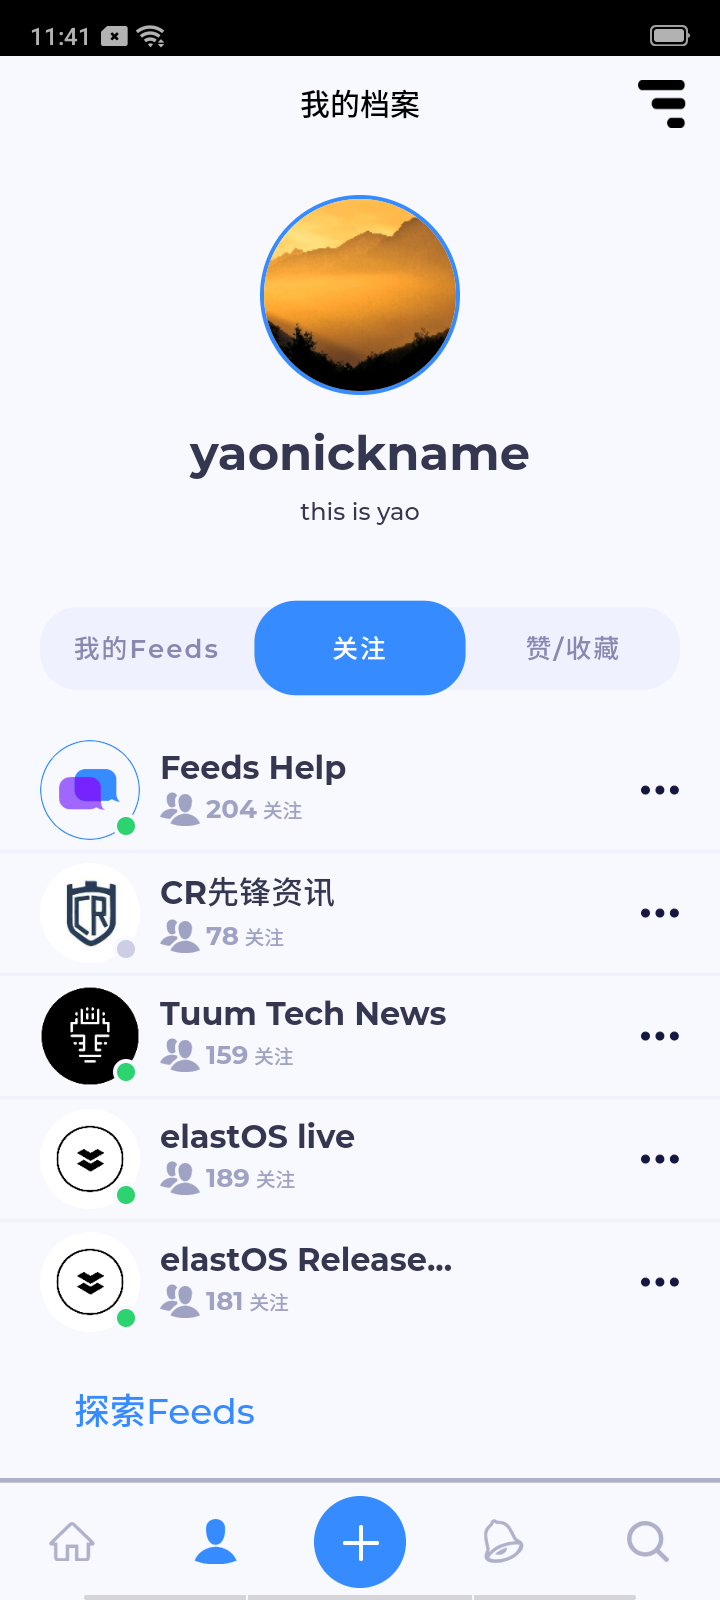 11:41
我的档案
yaonickname
this is yao
我的Feeds 关注 赞/收藏
Feeds Help
204 关注
CR先锋资讯
CR
78 关注
Tuum Tech News
159 关注
elastOS live
189 关注
elastOS Release...
181 关注
探索Feeds